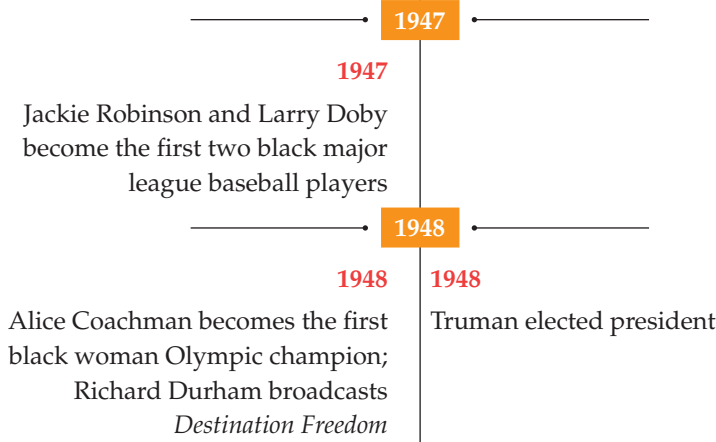 1947
1947
Jackie Robinson and Larry Doby
become the first two black major
league baseball players
1948
1948
Alice Coachman becomes the first
black woman Olympic champion;
Richard Durham broadcasts
Destination Freedom
1948
Truman elected president